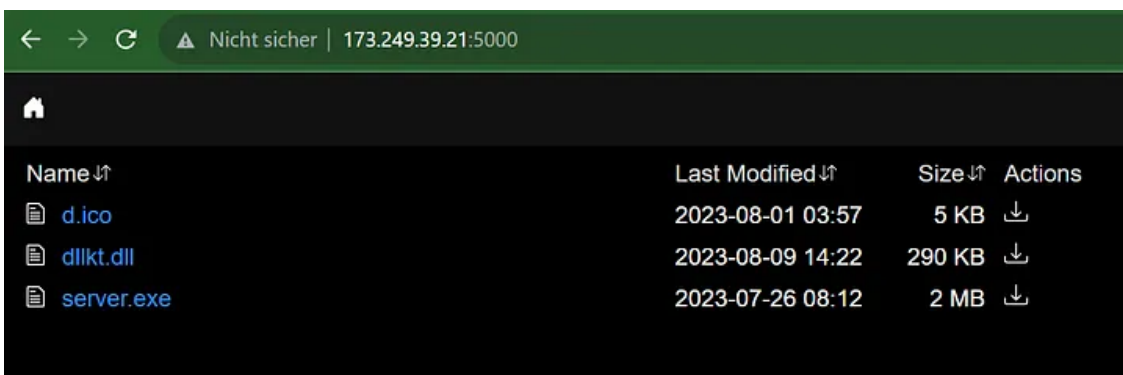 Nicht sicher | 173.249.39.21:5000
Name Last Modified Size Actions
d.ico 2023-08-01 03:57 5 KB
dllkt.dll 2023-08-09 14:22 290 KB
server.exe 2023-07-26 08:12 2 MB